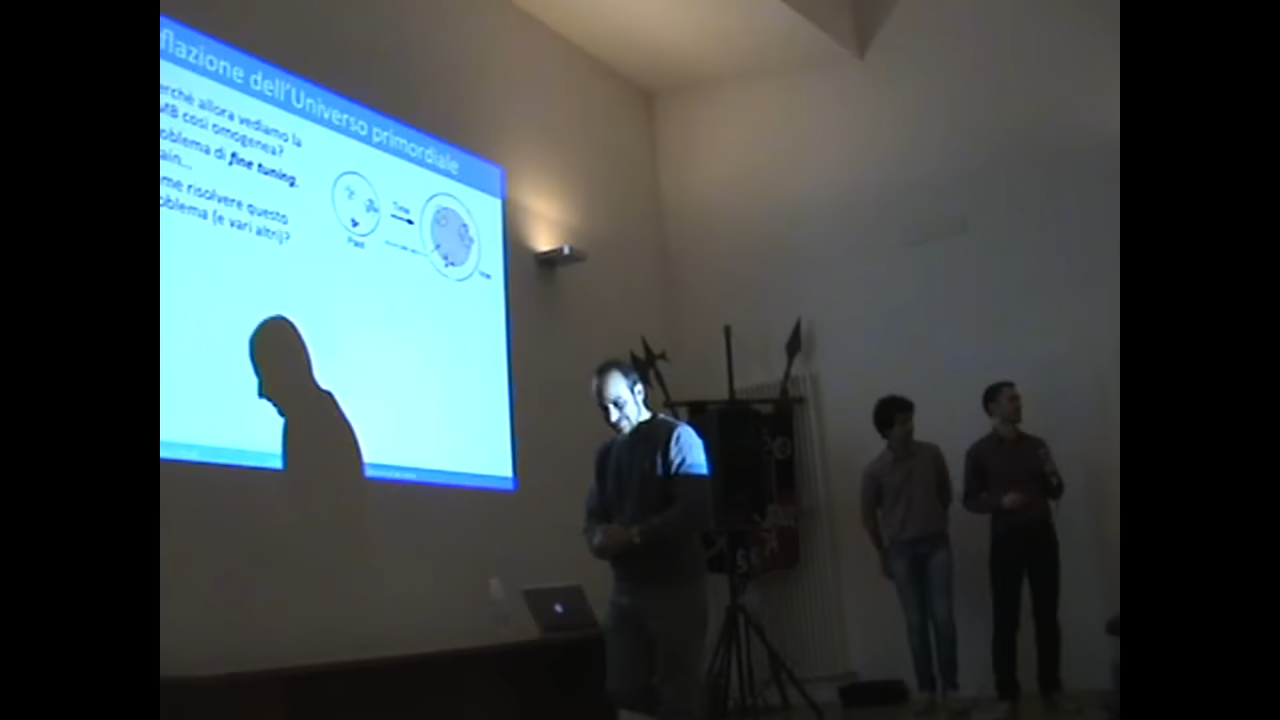 flazione dell'Universo primordiale
erchè allora vediamo la
MB così omogenea?
oblema di fine tuning,
ain...
me risolvere questo
oblema (e vari altri)?
Time
Past